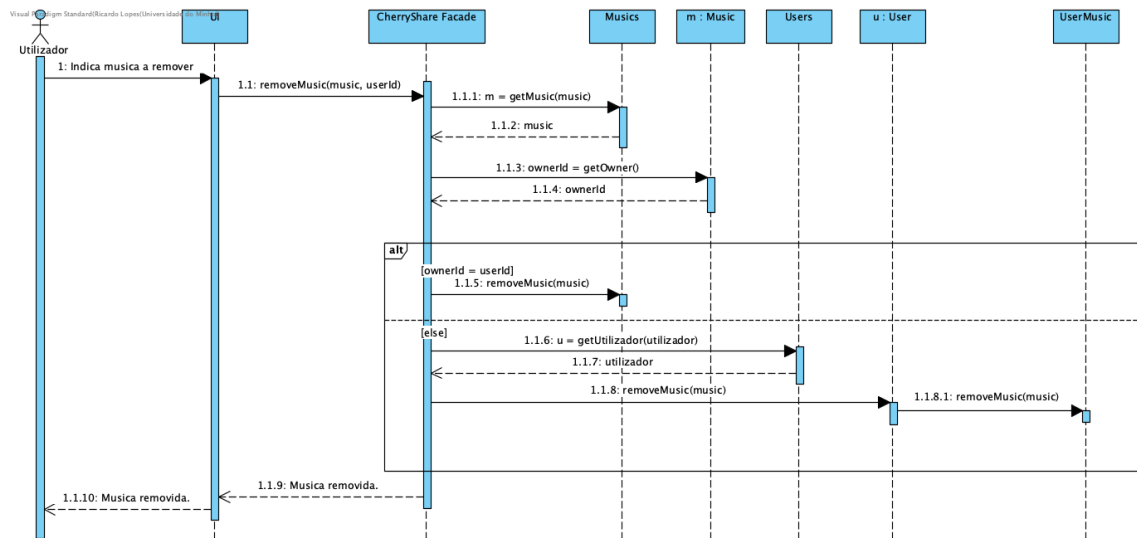 Visual Paradigm Standard(Ricardo Lopes(Universidade do Minho))
Utilizador
UI
CherryShare Facade
Musics
m : Music
Users
u : User
UserMusic
1: Indica musica a remover
1.1: removeMusic(music, userId)
1.1.1: m = getMusic(music)
1.1.2: music
1.1.3: ownerId = getOwner()
1.1.4: ownerId
alt
[ownerId = userId]
1.1.5: removeMusic(music)
[else]
1.1.6: u = getUtilizador(utilizador)
1.1.7: utilizador
1.1.8: removeMusic(music)
1.1.8.1: removeMusic(music)
1.1.9: Musica removida.
1.1.10: Musica removida.